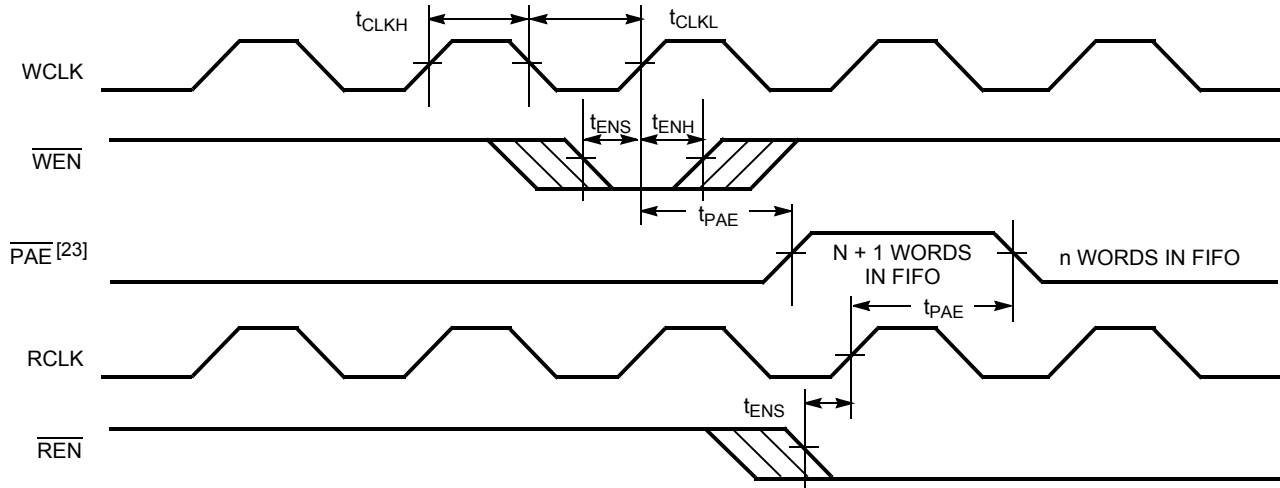 tCLKH
tCLKL
WCLK
tENS
tENH
WEN
tPAE
PAE [23]
N + 1 WORDS
IN FIFO
n WORDS IN FIFO
tPAE
RCLK
tENS
REN